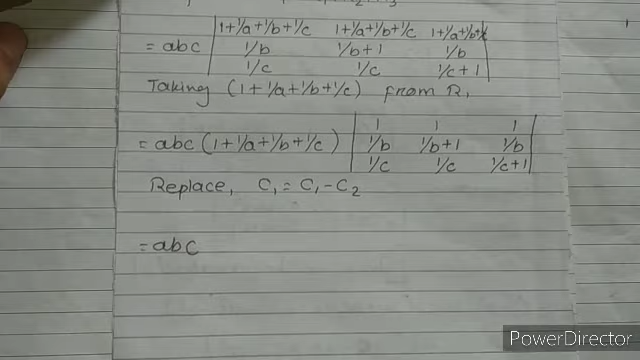 = abc | 1+1/a+1/b+1/c 1+1/a+1/b+1/c 1+1/a+1/b+1/c |
| 1/b 1/b+1 1/b |
| 1/c 1/c 1/c+1 |
Taking (1+1/a+1/b+1/c) from R1
= abc (1+1/a+1/b+1/c) | 1 1 1 |
| 1/b 1/b+1 1/b |
| 1/c 1/c 1/c+1 |
Replace, C1 = C1-C2
= abc
PowerDirector